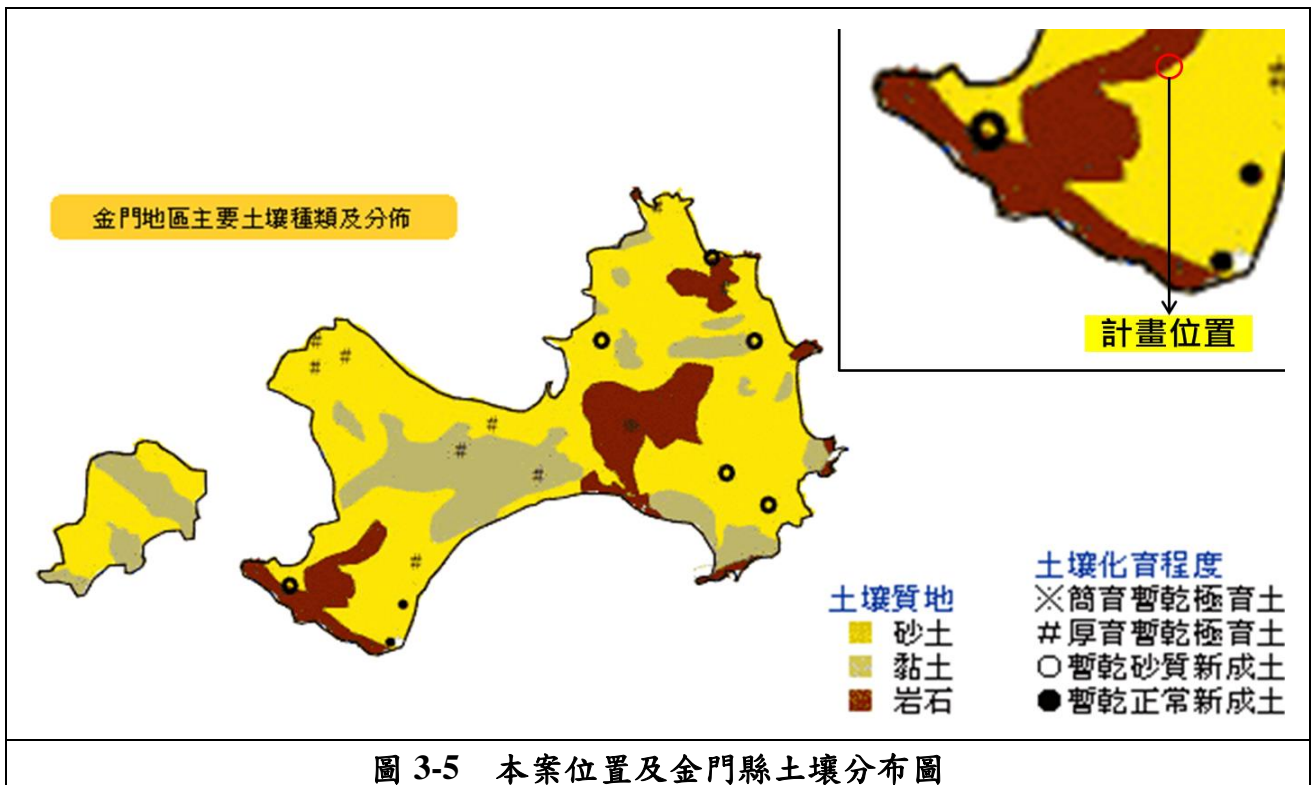 金門地區主要土壤種類及分佈
計畫位置
土壤質地
砂土
黏土
岩石
土壤化育程度
※簡育暫乾極育土
#厚育暫乾極育土
○暫乾砂質新成土
●暫乾正常新成土
圖 3-5 本案位置及金門縣土壤分布圖